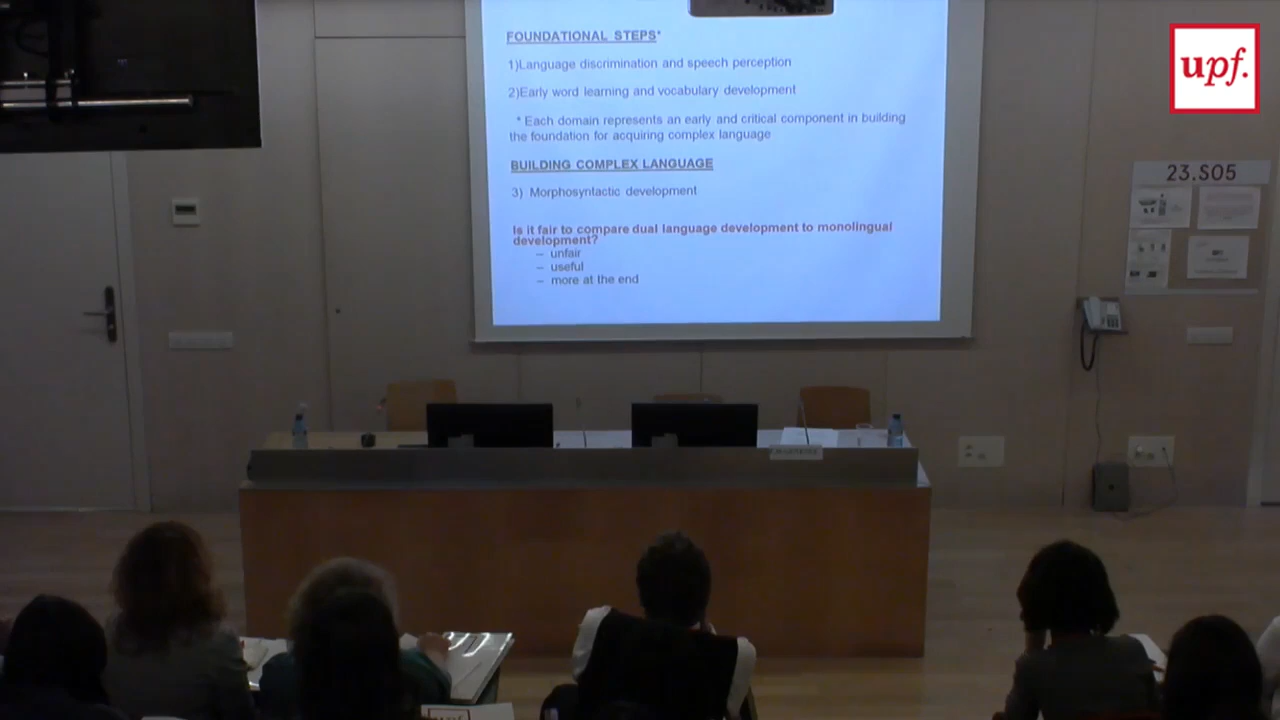 FOUNDATIONAL STEPS*
1)Language discrimination and speech perception
2)Early word learning and vocabulary development
* Each domain represents an early and critical component in building
the foundation for acquiring complex language
BUILDING COMPLEX LANGUAGE
3) Morphosyntactic development
Is it fair to compare dual language development to monolingual
development?
– unfair
– useful
– more at the end
upf.
23.S05
upf.